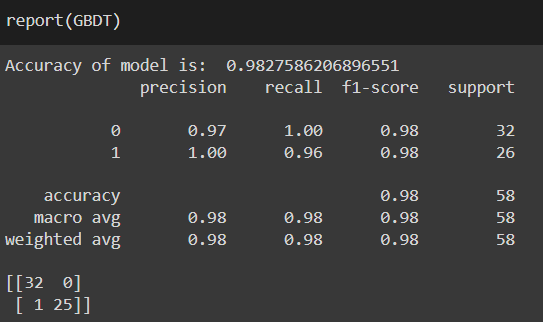 report(GBDT)
Accuracy of model is:  0.9827586206896551
              precision    recall  f1-score   support

           0       0.97      1.00      0.98        32
           1       1.00      0.96      0.98        26

    accuracy                           0.98        58
   macro avg       0.98      0.98      0.98        58
weighted avg       0.98      0.98      0.98        58

[[32  0]
 [ 1 25]]